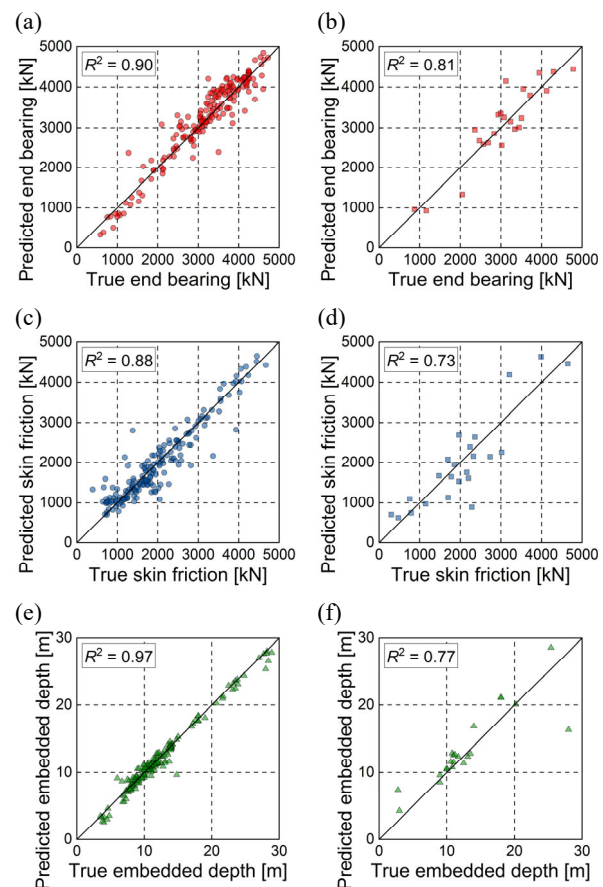 (a)
(b)
5000
4000
3000
2000
1000
0
Predicted end bearing [kN]
R² = 0.90
0 1000 2000 3000 4000 5000
True end bearing [kN]
5000
4000
3000
2000
1000
0
Predicted end bearing [kN]
R² = 0.81
0 1000 2000 3000 4000 5000
True end bearing [kN]
(c)
(d)
5000
4000
3000
2000
1000
0
Predicted skin friction [kN]
R² = 0.88
0 1000 2000 3000 4000 5000
True skin friction [kN]
5000
4000
3000
2000
1000
0
Predicted skin friction [kN]
R² = 0.73
0 1000 2000 3000 4000 5000
True skin friction [kN]
(e)
(f)
30
20
10
0
Predicted embedded depth [m]
R² = 0.97
0 10 20 30
True embedded depth [m]
30
20
10
0
Predicted embedded depth [m]
R² = 0.77
0 10 20 30
True embedded depth [m]